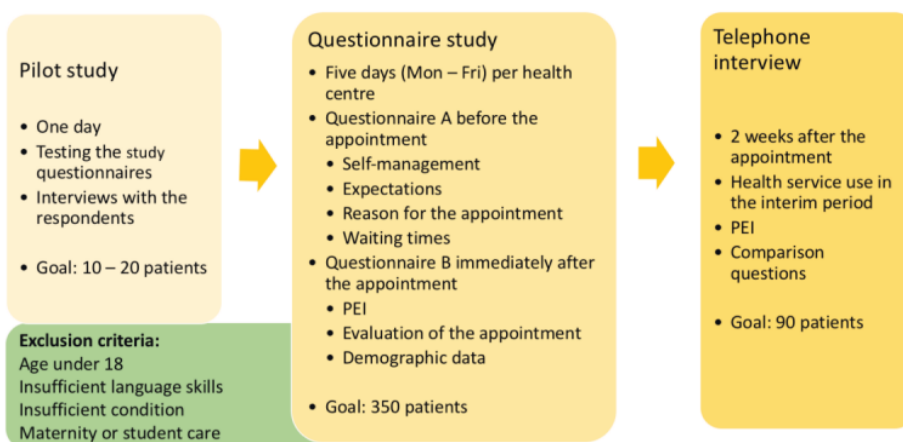 Pilot study
• One day
• Testing the study
questionnaires
• Interviews with the
respondents
• Goal: 10 – 20 patients
Exclusion criteria:
Age under 18
Insufficient language skills
Insufficient condition
Maternity or student care
Questionnaire study
• Five days (Mon – Fri) per health
centre
• Questionnaire A before the
appointment
• Self-management
• Expectations
• Reason for the appointment
• Waiting times
• Questionnaire B immediately after
the appointment
• PEI
• Evaluation of the appointment
• Demographic data
• Goal: 350 patients
Telephone
interview
• 2 weeks after the
appointment
• Health service use in
the interim period
• PEI
• Comparison
questions
• Goal: 90 patients